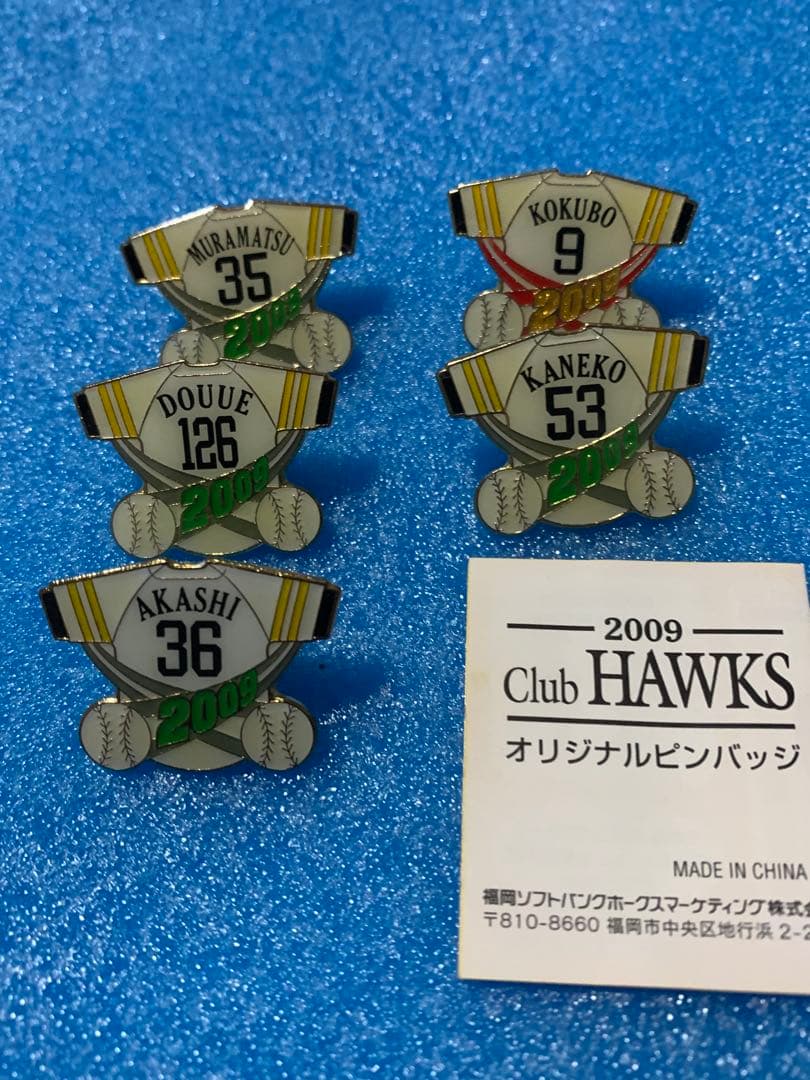 MURAMATSU
35
2009
KOKUBO
9
2009
DOUUE
126
2009
KANEKO
53
2009
AKASHI
36
2009
2009
Club HAWKS
オリジナルピンバッジ
MADE IN CHINA
福岡ソフトバンクホークスマーケティング株式
〒810-8660 福岡市中央区地行浜 2-2